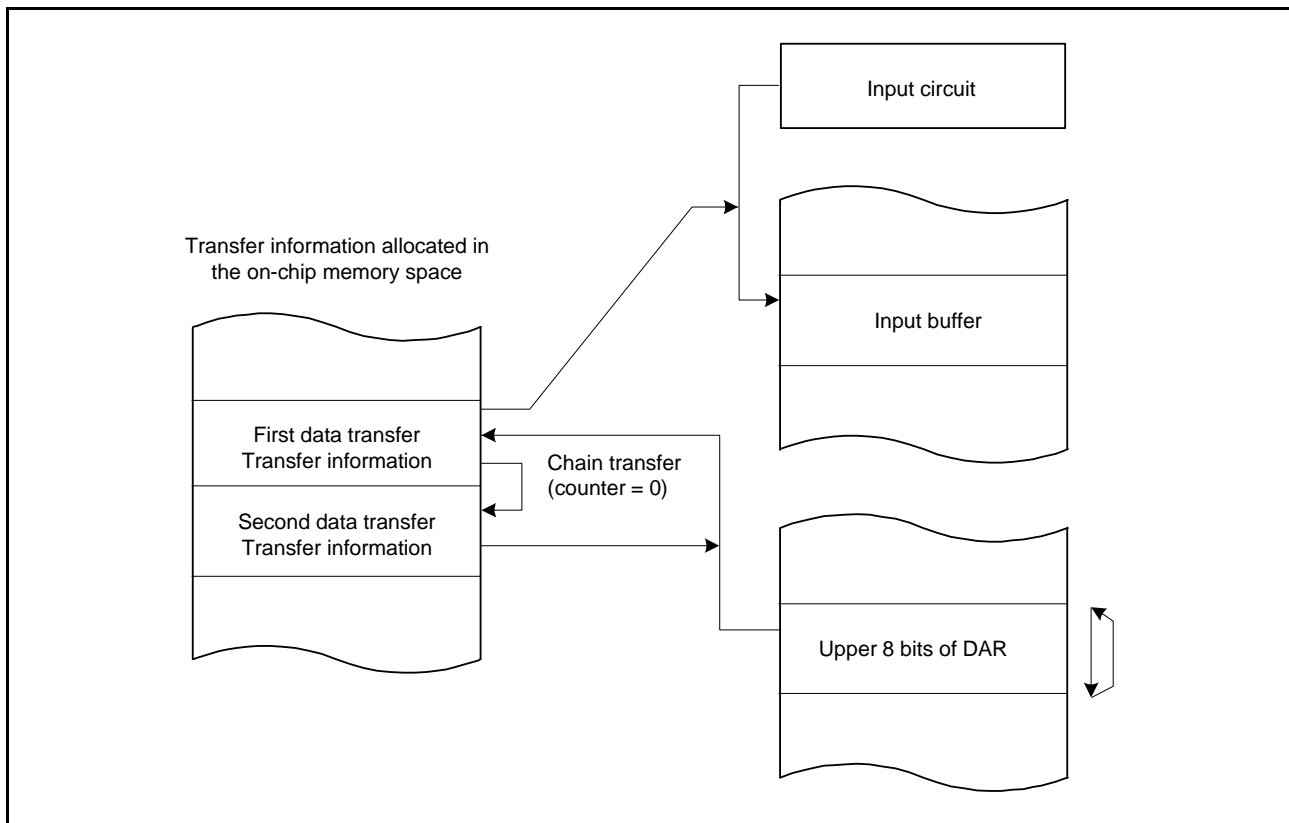 Input circuit
Transfer information allocated in
the on-chip memory space
Input buffer
First data transfer
Transfer information
Chain transfer
(counter = 0)
Second data transfer
Transfer information
Upper 8 bits of DAR